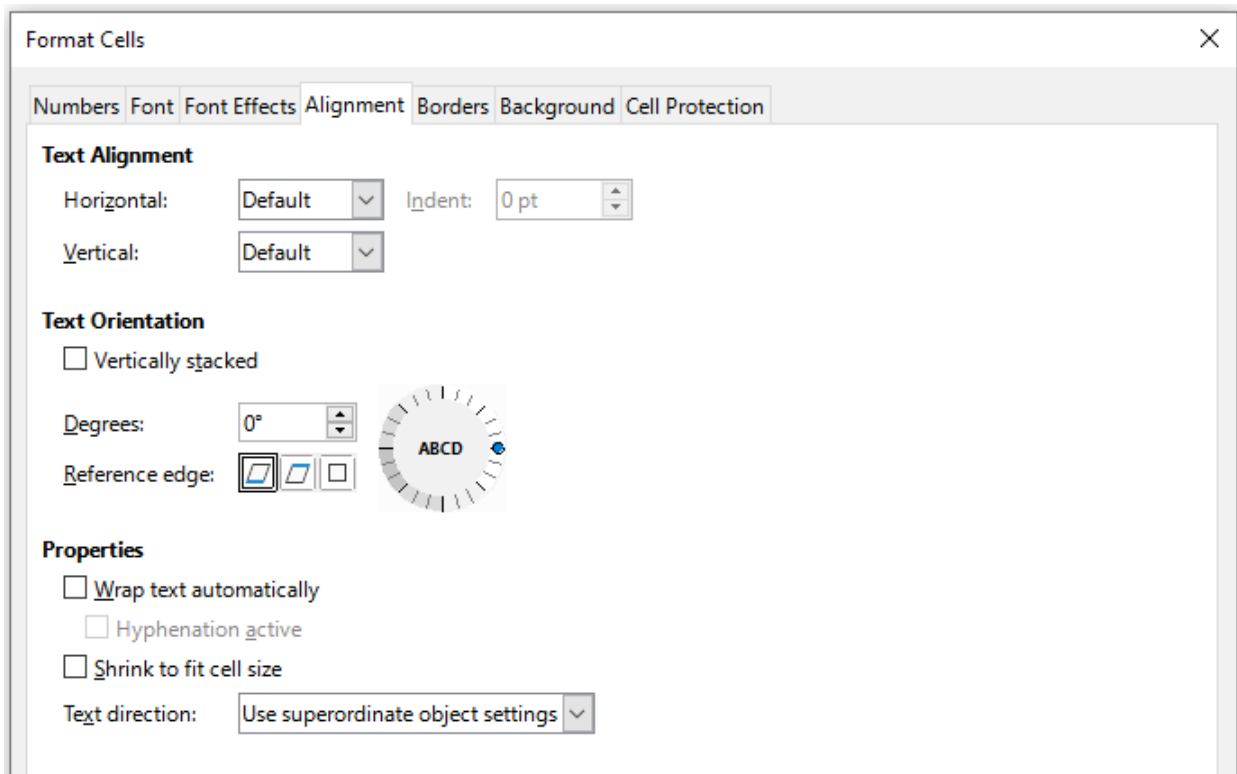 Format Cells
Numbers Font Font Effects Alignment Borders Background Cell Protection
Text Alignment
Horizontal: Default Indent: 0 pt
Vertical: Default
Text Orientation
Vertically stacked
Degrees: 0° ABCD
Reference edge:
Properties
Wrap text automatically
Hyphenation active
Shrink to fit cell size
Text direction: Use superordinate object settings